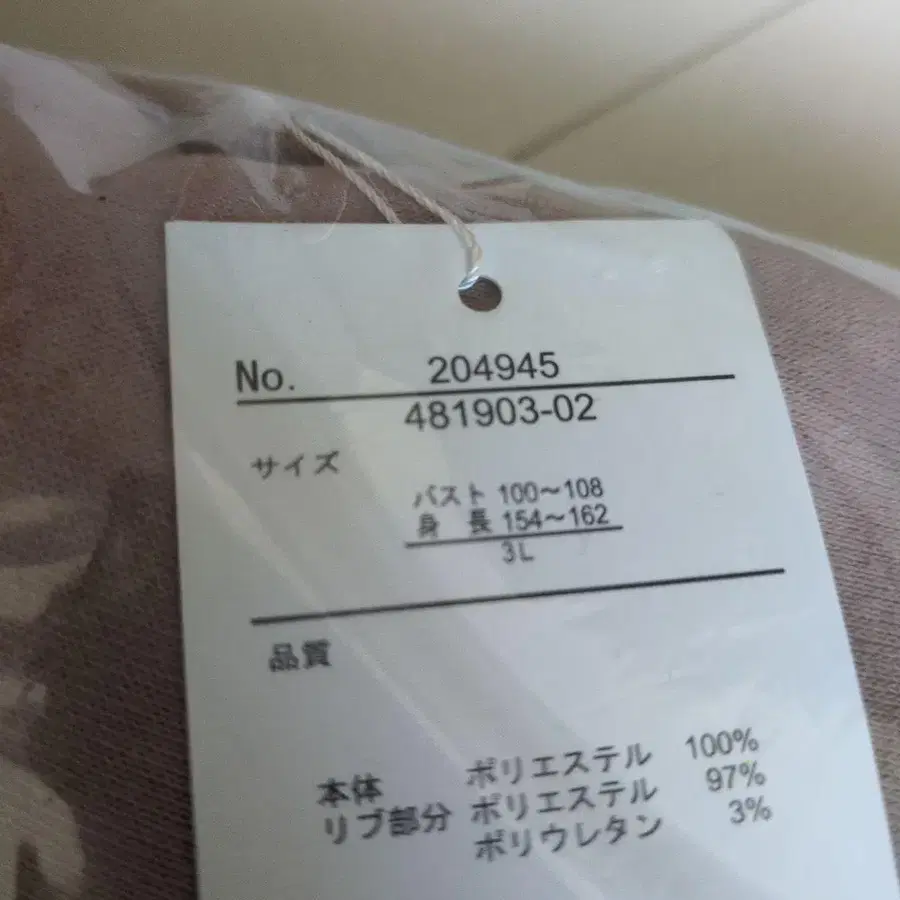 No. 204945
481903-02
サイズ
バスト 100～108
身 長 154～162
3L
品質
本体 ポリエステル 100%
リブ部分 ポリエステル 97%
ポリウレタン 3%